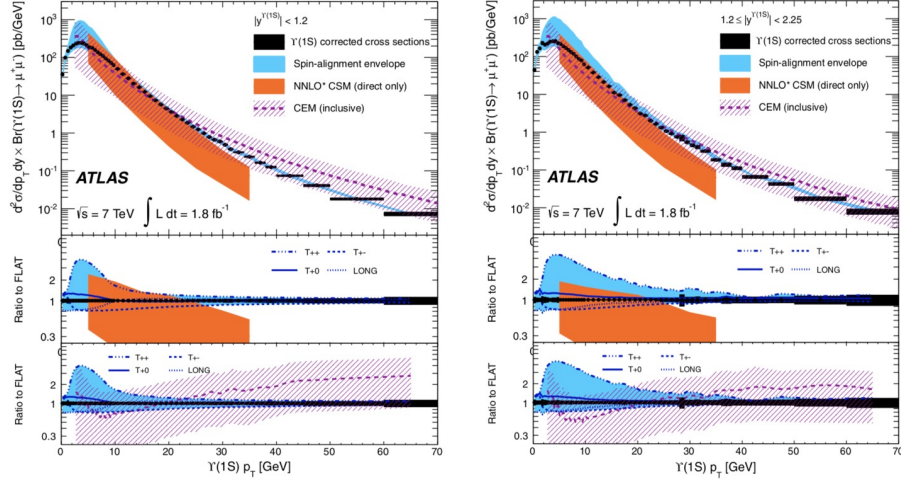 |y^Υ(1S)| < 1.2
Υ(1S) corrected cross sections
Spin-alignment envelope
NNLO* CSM (direct only)
CEM (inclusive)
d²σ/dp_T dy × Br(Υ(1S)→ μ⁺μ⁻) [pb/GeV]
10³
10²
10
1
10⁻¹
10⁻²
ATLAS
√s = 7 TeV ∫ L dt = 1.8 fb⁻¹
Ratio to FLAT
2
1
0.3
T++ T+-
T+0 LONG
Ratio to FLAT
2
1
0.3
T++ T+-
T+0 LONG
0 10 20 30 40 50 60 70
Υ(1S) p_T [GeV]
1.2 ≤ |y^Υ(1S)| < 2.25
Υ(1S) corrected cross sections
Spin-alignment envelope
NNLO* CSM (direct only)
CEM (inclusive)
d²σ/dp_T dy × Br(Υ(1S)→ μ⁺μ⁻) [pb/GeV]
10³
10²
10
1
10⁻¹
10⁻²
ATLAS
√s = 7 TeV ∫ L dt = 1.8 fb⁻¹
Ratio to FLAT
2
1
0.3
T++ T+-
T+0 LONG
Ratio to FLAT
2
1
0.3
T++ T+-
T+0 LONG
0 10 20 30 40 50 60 70
Υ(1S) p_T [GeV]